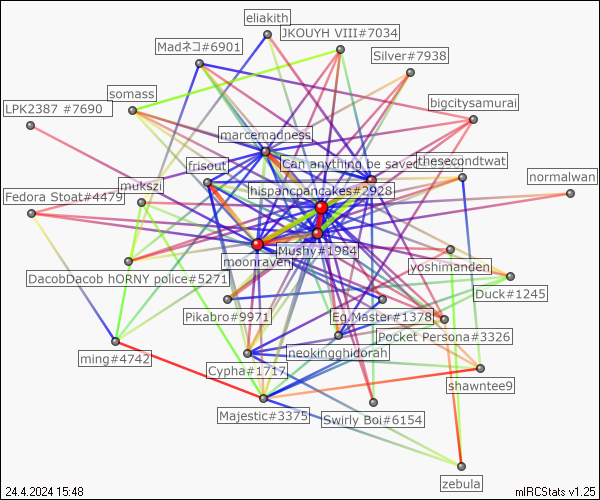 eliakith
JKOUYH VIII#7034
Madネコ#6901
Silver#7938
somass
bigcitysamurai
LPK2387 #7690
marcemadness
Can anything be saved
thesecondtwat
frisout
normalwan
mukszi
hispancpancakes#2928
Fedora Stoat#4479
Mushy#1984
moonraven
yoshimanden
DacobDacob hORNY police#5271
Duck#1245
Pikabro#9971
Eg.Master#1378
Pocket Persona#3326
neokingghidorah
ming#4742
Cypha#1717
shawntee9
Majestic#3375
Swirly Boi#6154
zebula
24.4.2024 15:48
mIRCStats v1.25